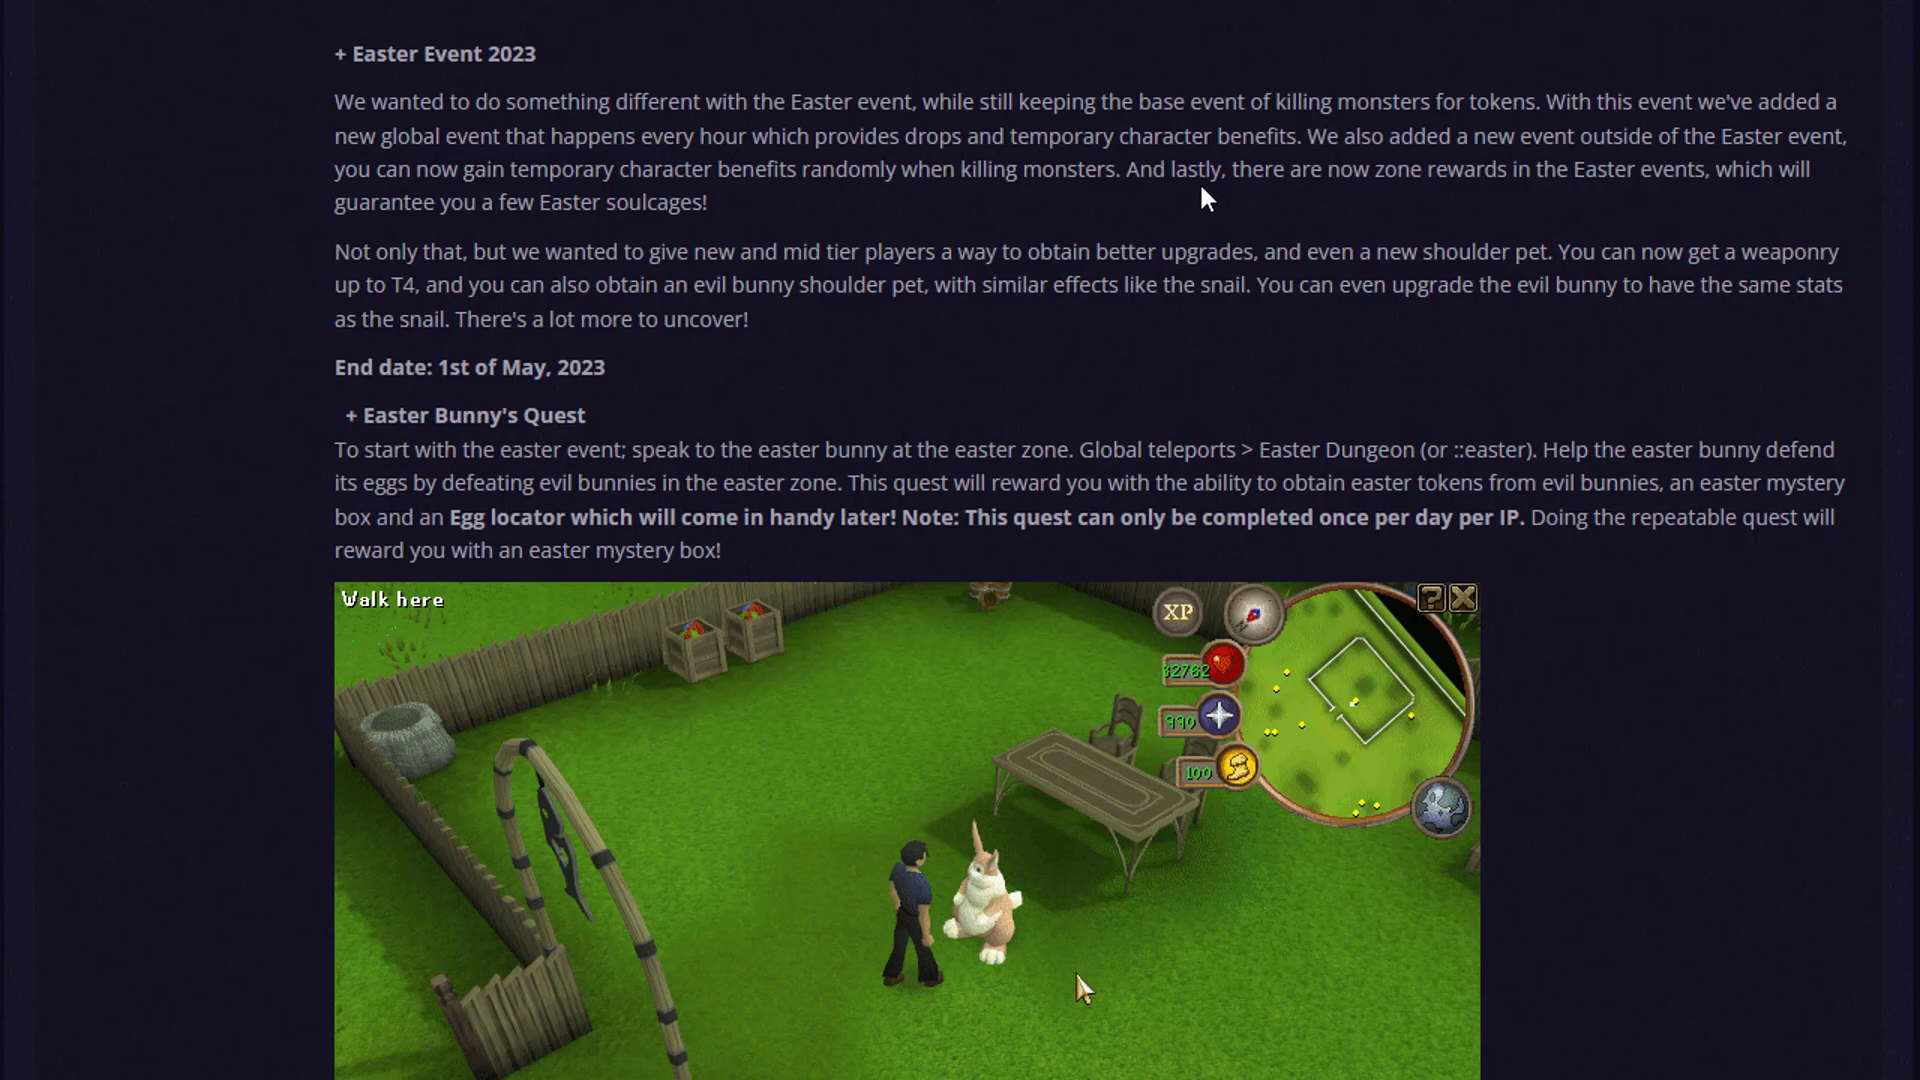 + Easter Event 2023
We wanted to do something different with the Easter event, while still keeping the base event of killing monsters for tokens. With this event we've added a
new global event that happens every hour which provides drops and temporary character benefits. We also added a new event outside of the Easter event,
you can now gain temporary character benefits randomly when killing monsters. And lastly, there are now zone rewards in the Easter events, which will
guarantee you a few Easter soulcages!
Not only that, but we wanted to give new and mid tier players a way to obtain better upgrades, and even a new shoulder pet. You can now get a weaponry
up to T4, and you can also obtain an evil bunny shoulder pet, with similar effects like the snail. You can even upgrade the evil bunny to have the same stats
as the snail. There's a lot more to uncover!
End date: 1st of May, 2023
+ Easter Bunny's Quest
To start with the easter event; speak to the easter bunny at the easter zone. Global teleports > Easter Dungeon (or ::easter). Help the easter bunny defend
its eggs by defeating evil bunnies in the easter zone. This quest will reward you with the ability to obtain easter tokens from evil bunnies, an easter mystery
box and an Egg locator which will come in handy later! Note: This quest can only be completed once per day per IP. Doing the repeatable quest will
reward you with an easter mystery box!
Walk here
XP
?
32762
990
100